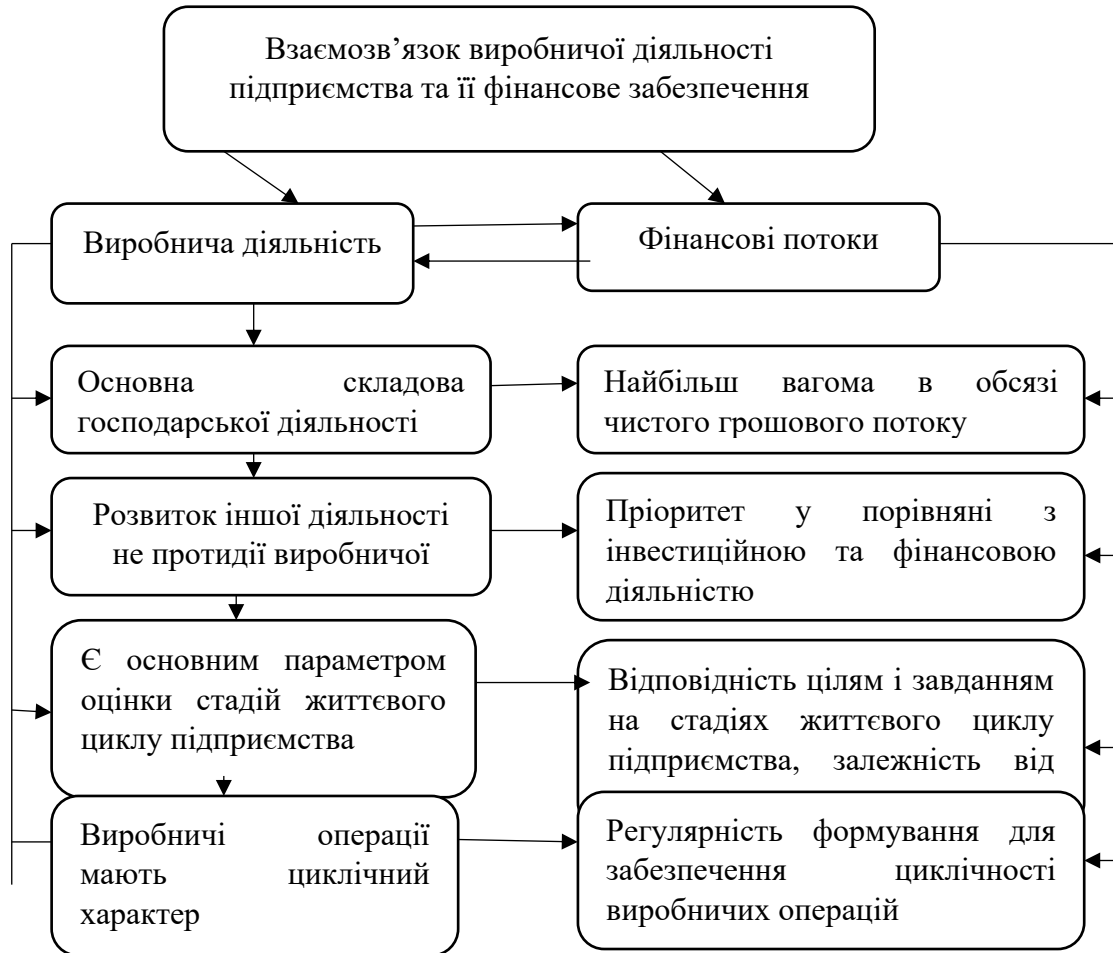 Взаємозв’язок виробничої діяльності
підприємства та її фінансове забезпечення
Виробнича діяльність
Фінансові потоки
Основна складова
господарської діяльності
Найбільш вагома в обсязі
чистого грошового потоку
Розвиток іншої діяльності
не протидії виробничої
Пріоритет у порівняні з
інвестиційною та фінансовою
діяльністю
Є основним параметром
оцінки стадій життєвого
циклу підприємства
Відповідність цілям і завданням
на стадіях життєвого циклу
підприємства, залежність від
Виробничі операції
мають циклічний
характер
Регулярність формування для
забезпечення циклічності
виробничих операцій